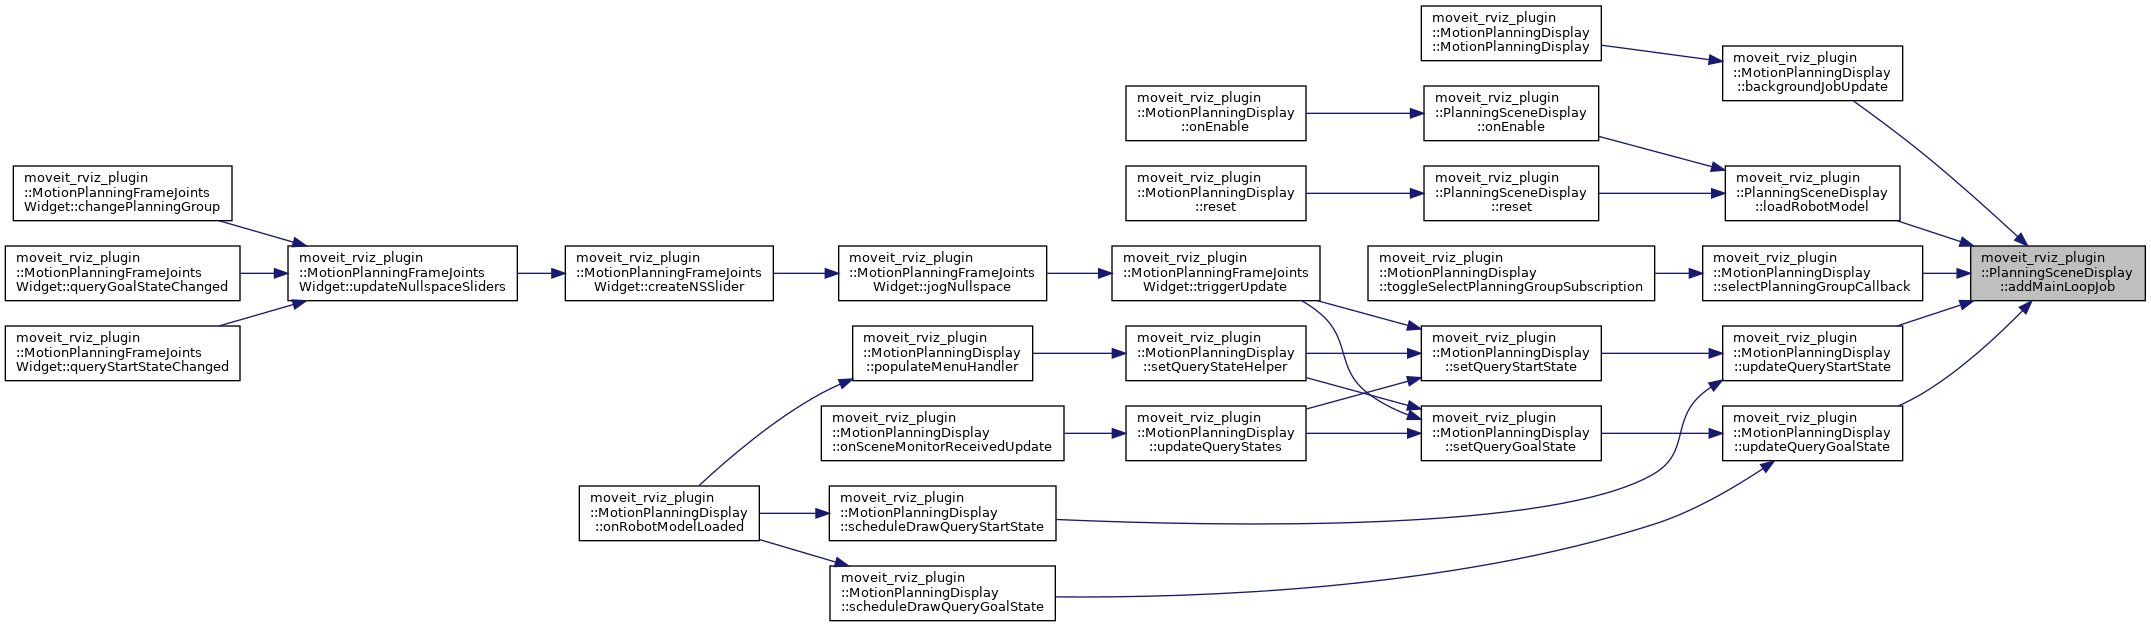 moveit_rviz_plugin
::MotionPlanningDisplay
::MotionPlanningDisplay
moveit_rviz_plugin
::MotionPlanningDisplay
::backgroundJobUpdate
moveit_rviz_plugin
::MotionPlanningDisplay
::onEnable
moveit_rviz_plugin
::PlanningSceneDisplay
::onEnable
moveit_rviz_plugin
::MotionPlanningFrameJoints
Widget::changePlanningGroup
moveit_rviz_plugin
::MotionPlanningDisplay
::reset
moveit_rviz_plugin
::PlanningSceneDisplay
::reset
moveit_rviz_plugin
::PlanningSceneDisplay
::loadRobotModel
moveit_rviz_plugin
::MotionPlanningFrameJoints
Widget::queryGoalStateChanged
moveit_rviz_plugin
::MotionPlanningFrameJoints
Widget::updateNullspaceSliders
moveit_rviz_plugin
::MotionPlanningFrameJoints
Widget::createNSSlider
moveit_rviz_plugin
::MotionPlanningFrameJoints
Widget::jogNullspace
moveit_rviz_plugin
::MotionPlanningFrameJoints
Widget::triggerUpdate
moveit_rviz_plugin
::MotionPlanningDisplay
::toggleSelectPlanningGroupSubscription
moveit_rviz_plugin
::MotionPlanningDisplay
::selectPlanningGroupCallback
moveit_rviz_plugin
::PlanningSceneDisplay
::addMainLoopJob
moveit_rviz_plugin
::MotionPlanningFrameJoints
Widget::queryStartStateChanged
moveit_rviz_plugin
::MotionPlanningDisplay
::populateMenuHandler
moveit_rviz_plugin
::MotionPlanningDisplay
::setQueryStateHelper
moveit_rviz_plugin
::MotionPlanningDisplay
::setQueryStartState
moveit_rviz_plugin
::MotionPlanningDisplay
::updateQueryStartState
moveit_rviz_plugin
::MotionPlanningDisplay
::onSceneMonitorReceivedUpdate
moveit_rviz_plugin
::MotionPlanningDisplay
::updateQueryStates
moveit_rviz_plugin
::MotionPlanningDisplay
::setQueryGoalState
moveit_rviz_plugin
::MotionPlanningDisplay
::updateQueryGoalState
moveit_rviz_plugin
::MotionPlanningDisplay
::onRobotModelLoaded
moveit_rviz_plugin
::MotionPlanningDisplay
::scheduleDrawQueryStartState
moveit_rviz_plugin
::MotionPlanningDisplay
::scheduleDrawQueryGoalState